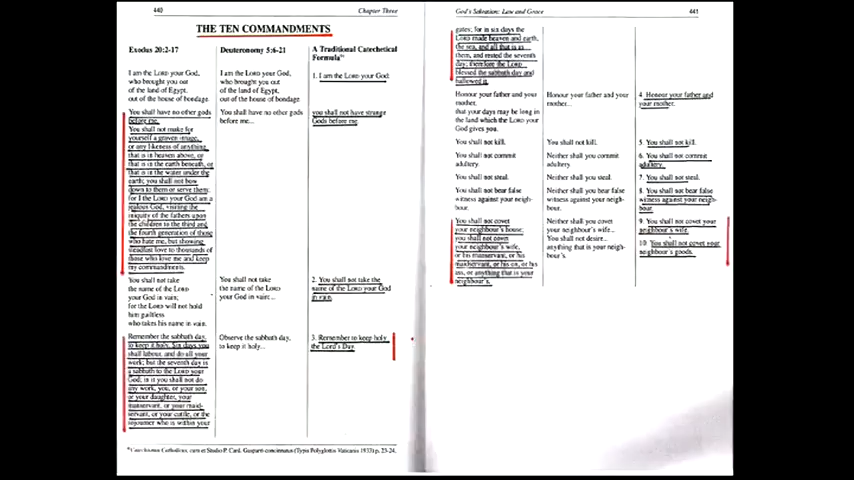 440
Chapter Three
THE TEN COMMANDMENTS
Exodus 20:2-17
I am the LORD your God,
who brought you out
of the land of Egypt,
out of the house of bondage.
You shall have no other gods
before me.
You shall not make for
yourself a graven image,
or any likeness of anything
that is in heaven above, or
that is in the earth beneath, or
that is in the water under the
earth; you shall not bow
down to them or serve them;
for I the LORD your God am a
jealous God, visiting the
iniquity of the fathers upon
the children to the third and
the fourth generation of those
who hate me, but showing
steadfast love to thousands of
those who love me and keep
my commandments.
You shall not take
the name of the LORD
your God in vain;
for the LORD will not hold
him guiltless
who takes his name in vain.
Remember the sabbath day,
to keep it holy. Six days you
shall labour, and do all your
work; but the seventh day is
a sabbath to the LORD your
God; in it you shall not do
any work, you, or your son,
or your daughter, your
manservant, or your maid-
servant, or your cattle, or the
sojourner who is within your
Deuteronomy 5:6-21
I am the LORD your God,
who brought you out
of the land of Egypt,
out of the house of bondage.
You shall have no other gods
before me...
You shall not take
the name of the LORD
your God in vain...
Observe the sabbath day,
to keep it holy...
A Traditional Catechetical
Formula
1. I am the LORD your God:
you shall not have strange
Gods before me.
2. You shall not take the
name of the LORD your God
in vain.
3. Remember to keep holy
the Lord's Day.
P. Card. Gasparri concinnatus (Typis Polyglottis Vaticanis 1933) p. 23-24.
God's Salvation: Law and Grace
441
gates; for in six days the
LORD made heaven and earth,
the sea, and all that is in
them, and rested the seventh
day; therefore the LORD
blessed the sabbath day and
hallowed it.
Honour your father and your
mother,
that your days may be long in
the land which the LORD your
God gives you.
You shall not kill.
You shall not commit
adultery.
You shall not steal.
You shall not bear false
witness against your neigh-
bour.
You shall not covet
your neighbour's house;
you shall not covet
your neighbour's wife,
or his manservant, or his
maidservant, or his ox, or his
ass, or anything that is your
neighbour's.
Honour your father and your
mother...
You shall not kill.
Neither shall you commit
adultery.
Neither shall you steal.
Neither shall you bear false
witness against your neigh-
bour.
Neither shall you covet
your neighbour's wife...
You shall not desire...
anything that is your neigh-
bour's.
4. Honour your father and
your mother.
5. You shall not kill.
6. You shall not commit
adultery.
7. You shall not steal.
8. You shall not bear false
witness against your neigh-
bour.
9. You shall not covet your
neighbour's wife.
10. You shall not covet your
neighbour's goods.